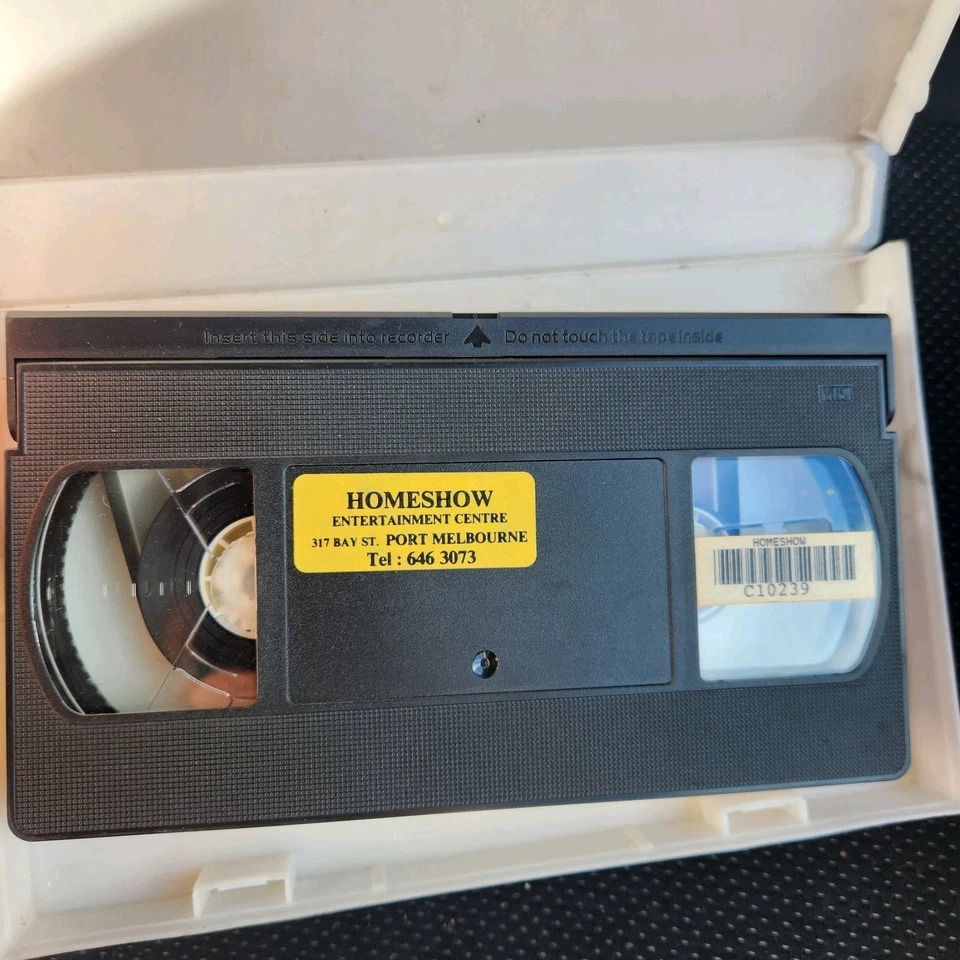 Insert this side into recorder Do not touch the tape inside
VHS
HOMESHOW
ENTERTAINMENT CENTRE
317 BAY ST. PORT MELBOURNE
Tel : 646 3073
HOMESHOW
C10239